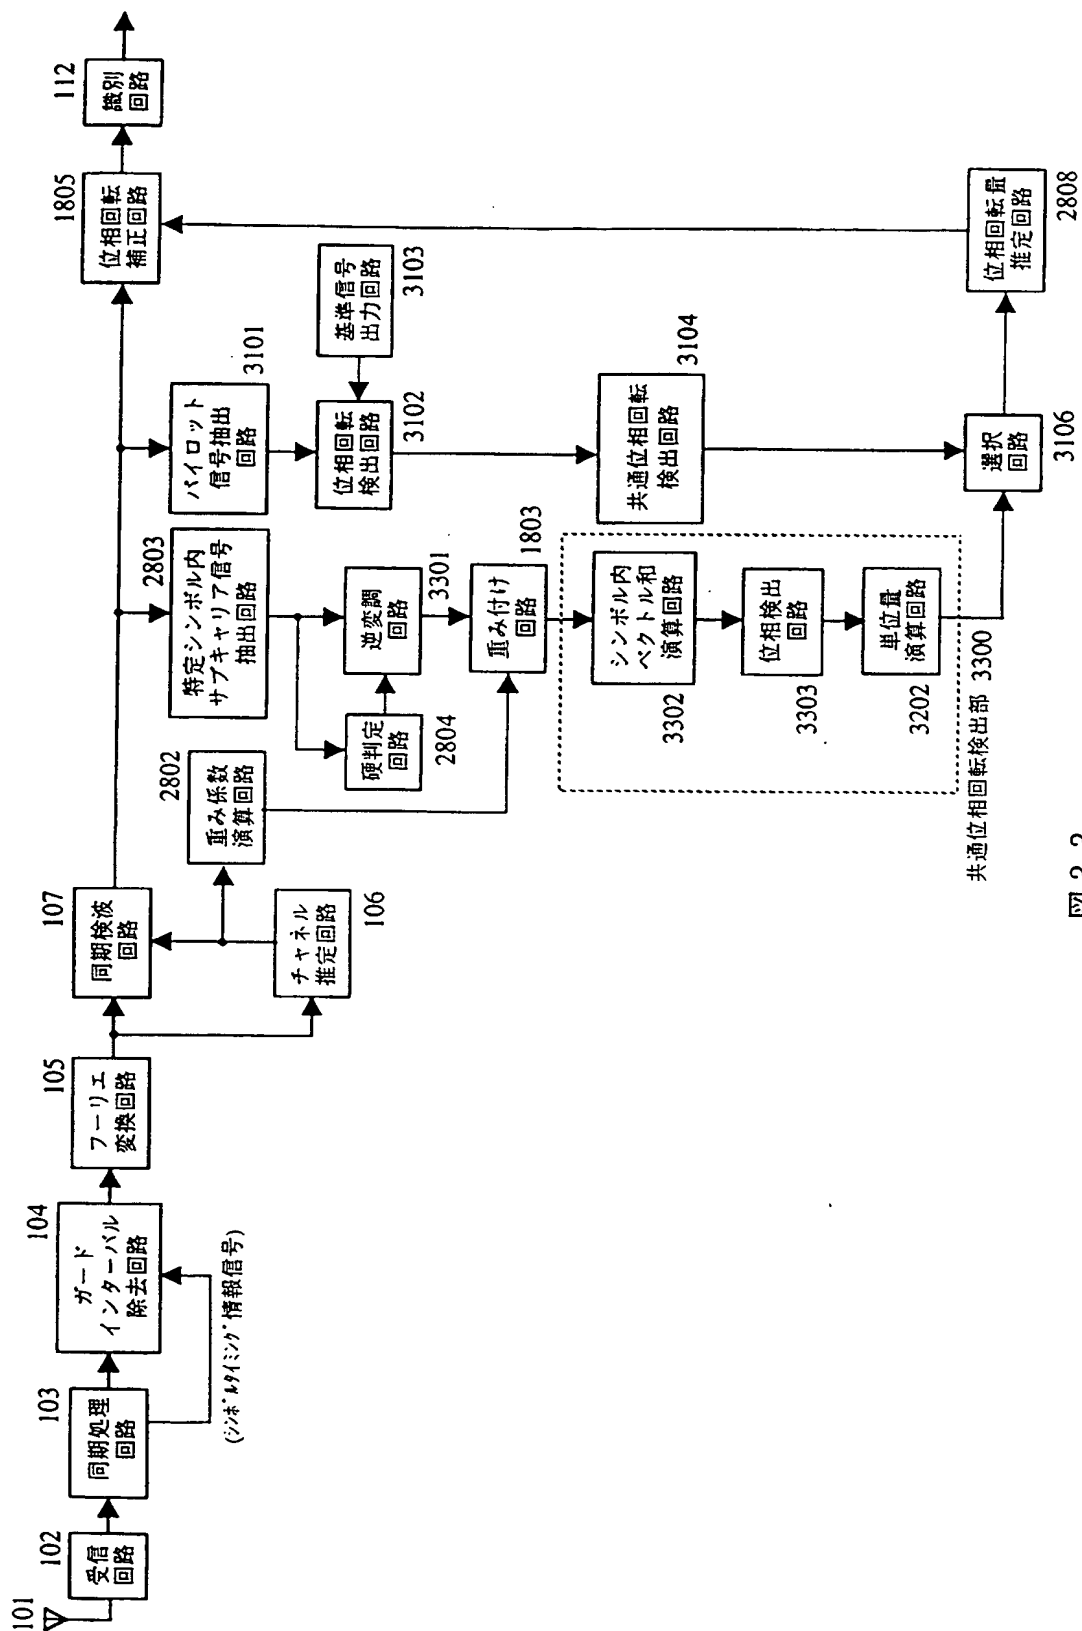 101
102
受信
回路
103
同期処理
回路
(シンボルタイミング情報信号)
104
ガード
インターバル
除去回路
105
フーリエ
変換回路
107
同期検波
回路
106
チャネル
推定回路
2802
重み係数
演算回路
2803
特定シンボル内
サブキャリア信号
抽出回路
2804
硬判定
回路
3301
逆変調
回路
1803
重み付け
回路
3101
パイロット
信号抽出
回路
3102
位相回転
検出回路
3103
基準信号
出力回路
3104
共通位相回転
検出回路
3302
シンボル内
ベクトル和
演算回路
3303
位相検出
回路
3202
単位量
演算回路
共通位相回転検出部 3300
3106
選択
回路
2808
位相回転量
推定回路
1805
位相回転
補正回路
112
識別
回路